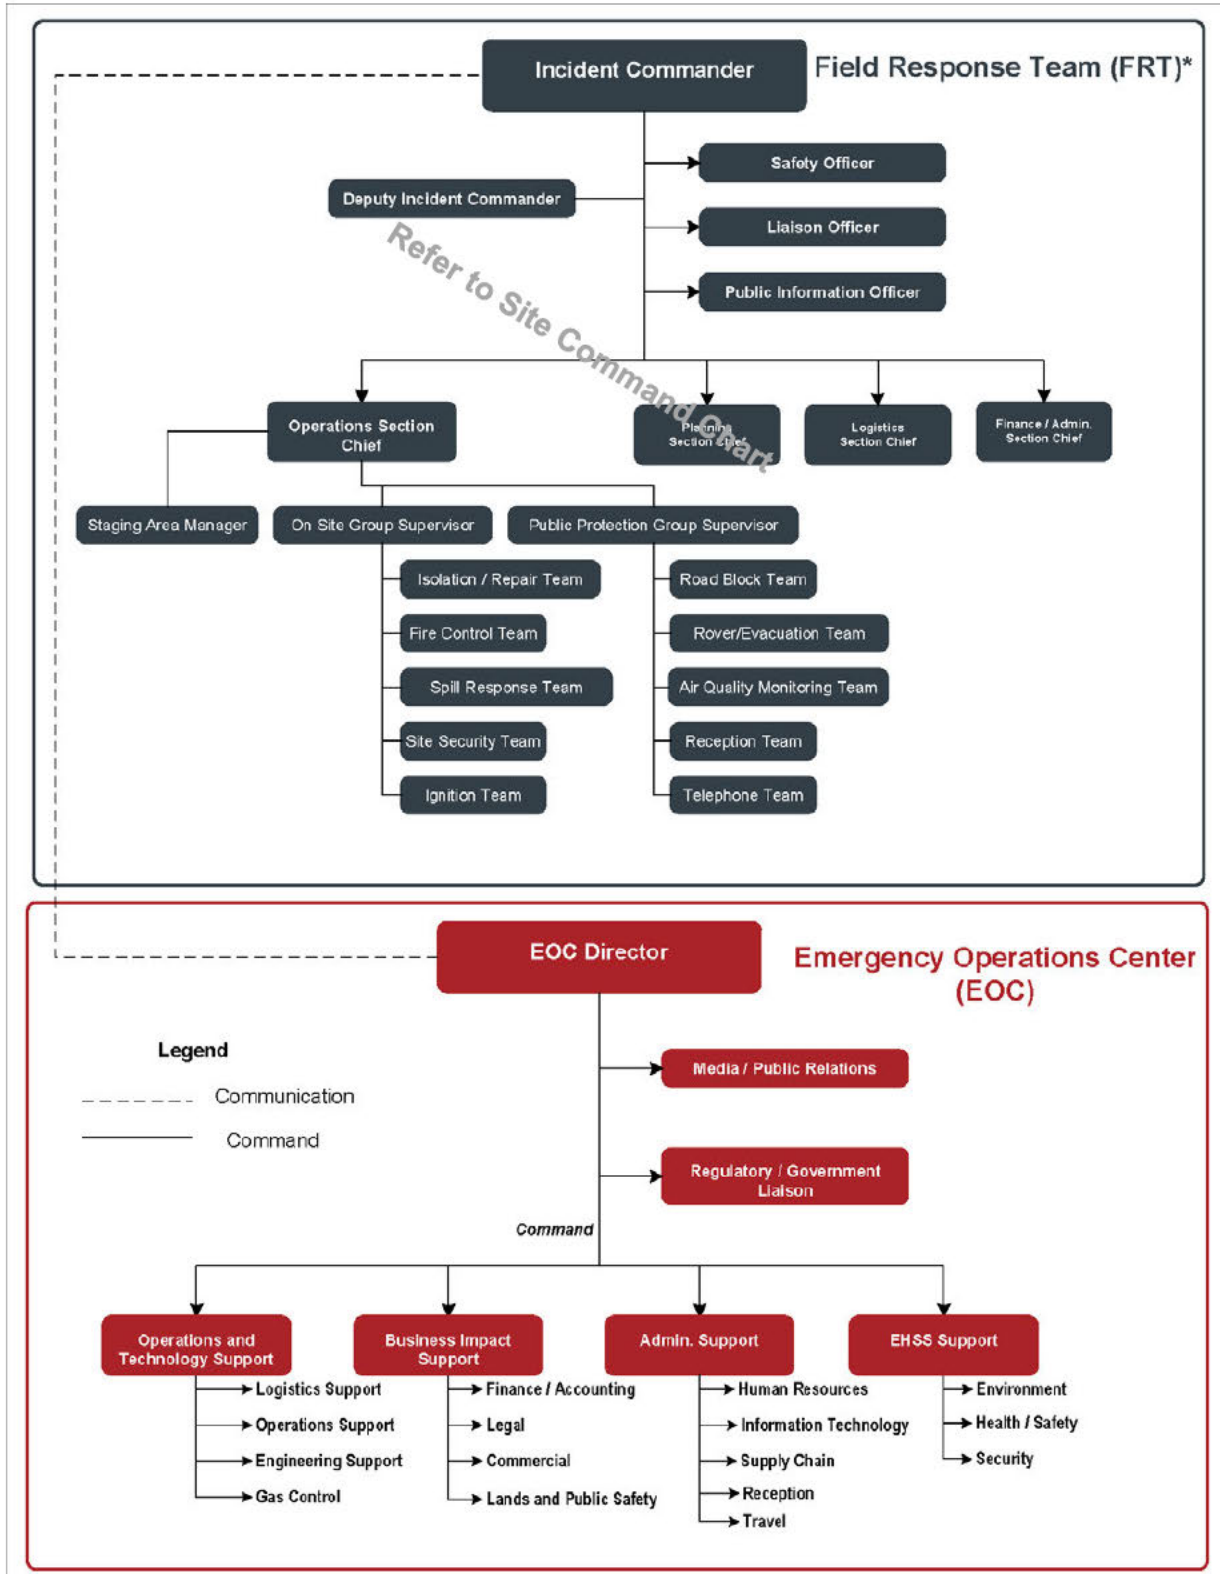 Incident Commander
Field Response Team (FRT)*
Safety Officer
Deputy Incident Commander
Liaison Officer
Public Information Officer
Refer to Site Command Chart
Operations Section
Chief
Planning
Section Chief
Logistics
Section Chief
Finance / Admin.
Section Chief
Staging Area Manager
On Site Group Supervisor
Public Protection Group Supervisor
Isolation / Repair Team
Road Block Team
Fire Control Team
Rover/Evacuation Team
Spill Response Team
Air Quality Monitoring Team
Site Security Team
Reception Team
Ignition Team
Telephone Team
EOC Director
Emergency Operations Center
(EOC)
Legend
Communication
Command
Media / Public Relations
Regulatory / Government
Liaison
Command
Operations and
Technology Support
Business Impact
Support
Admin. Support
EHSS Support
Logistics Support
Operations Support
Engineering Support
Gas Control
Finance / Accounting
Legal
Commercial
Lands and Public Safety
Human Resources
Information Technology
Supply Chain
Reception
Travel
Environment
Health / Safety
Security